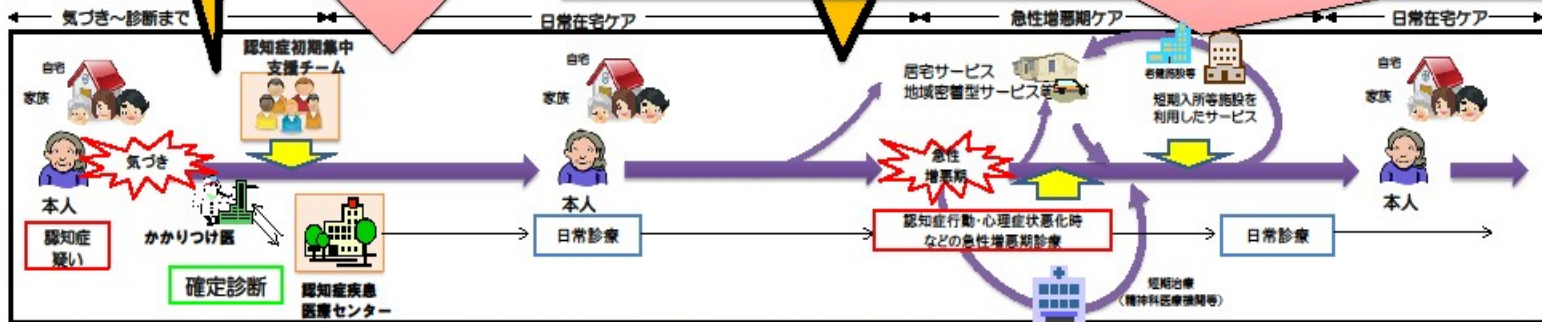 気づき～診断まで
日常在宅ケア
急性増悪期ケア
日常在宅ケア
自宅
家族
本人
気づき
認知症
疑い
認知症初期集中
支援チーム
かかりつけ医
確定診断
認知症疾患
医療センター
自宅
家族
本人
日常診療
居宅サービス
地域密着型サービス等
急性
増悪期
認知症行動・心理症状悪化時
などの急性増悪期診療
老健施設等
短期入所等施設を
利用したサービス
短期治療
（精神科医療機関等）
日常診療
自宅
家族
本人